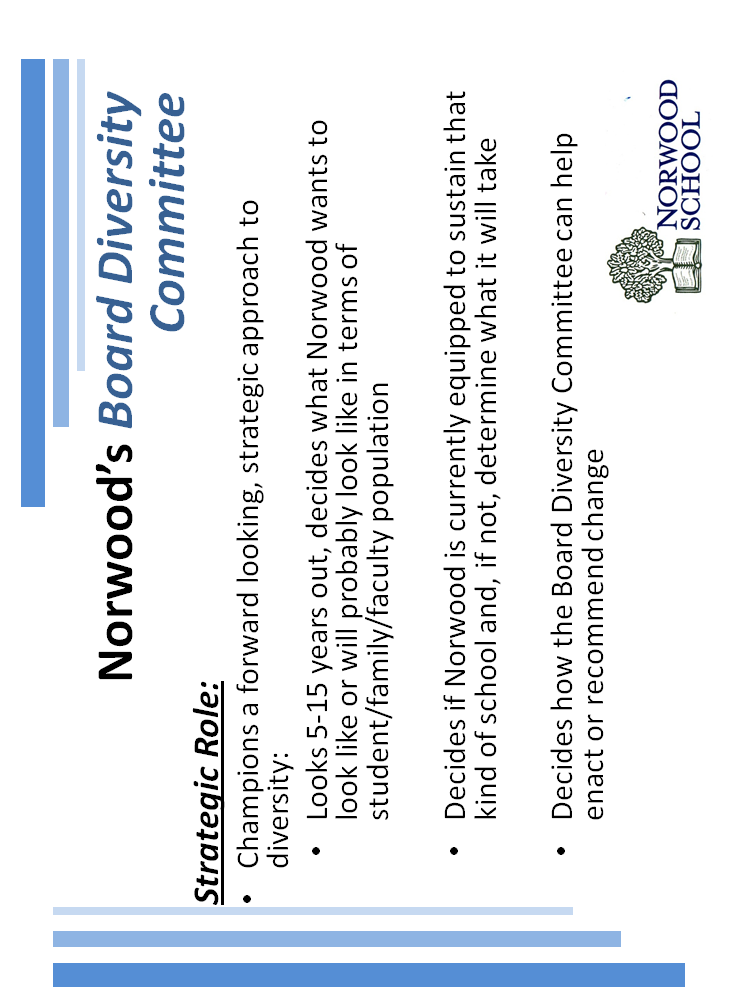 Norwood's Board Diversity
Committee
Strategic Role:
• Champions a forward looking, strategic approach to
diversity:
• Looks 5-15 years out, decides what Norwood wants to
look like or will probably look like in terms of
student/family/faculty population
• Decides if Norwood is currently equipped to sustain that
kind of school and, if not, determine what it will take
• Decides how the Board Diversity Committee can help
enact or recommend change
NORWOOD
SCHOOL